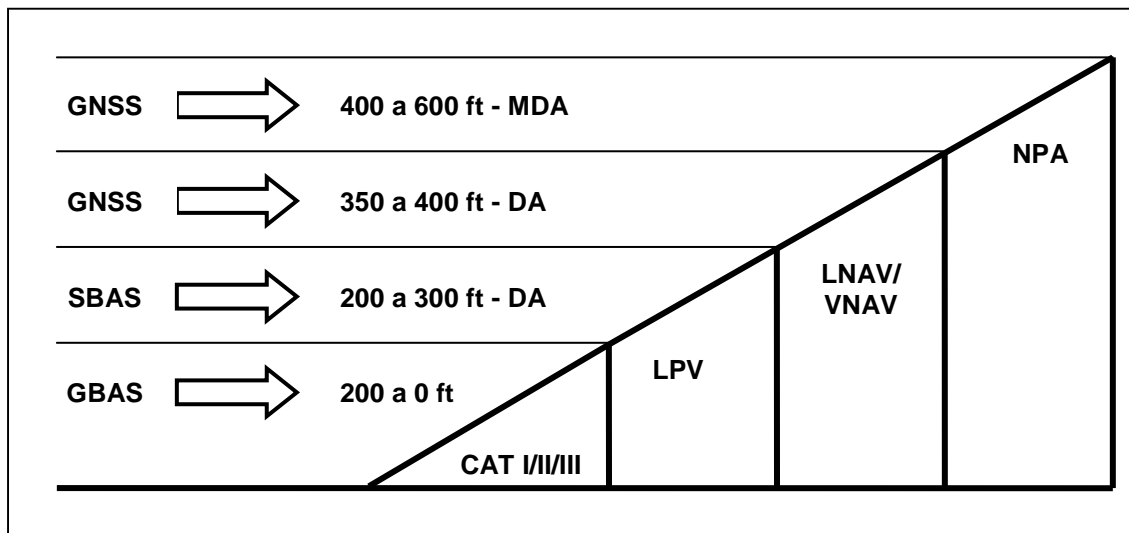 GNSS 400 a 600 ft - MDA
NPA
GNSS 350 a 400 ft - DA
LNAV/
VNAV
SBAS 200 a 300 ft - DA
LPV
GBAS 200 a 0 ft
CAT I/II/III